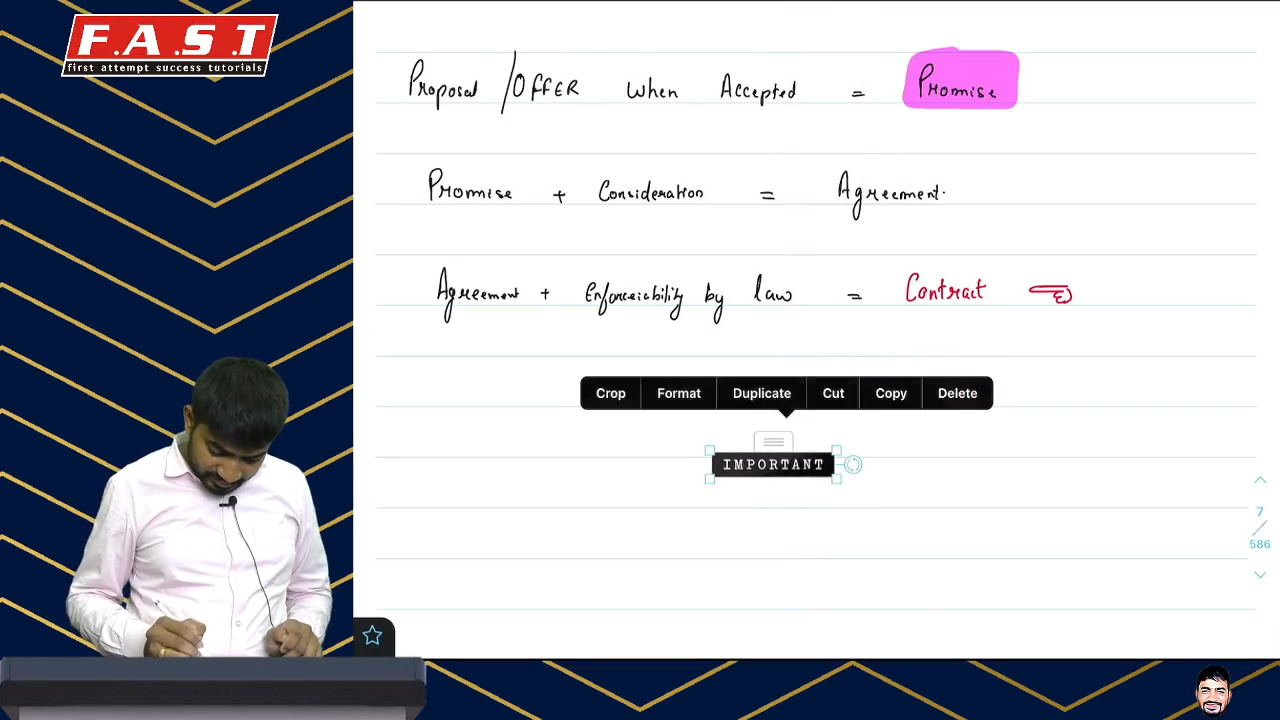 F.A.S.T
first attempt success tutorials
Proposal / OFFER When Accepted = Promise
Promise + Consideration = Agreement.
Agreement + Enforceiability by law = Contract
Crop Format Duplicate Cut Copy Delete
IMPORTANT
7
586